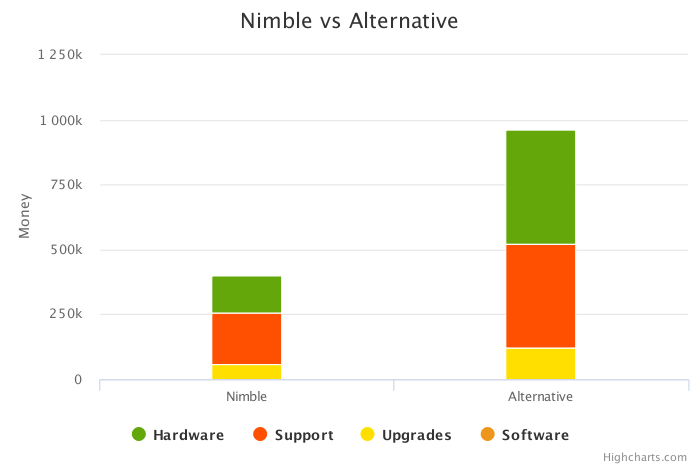 Nimble vs Alternative
1 250k
1 000k
750k
500k
250k
0
Money
Nimble
Alternative
Hardware
Support
Upgrades
Software
Highcharts.com